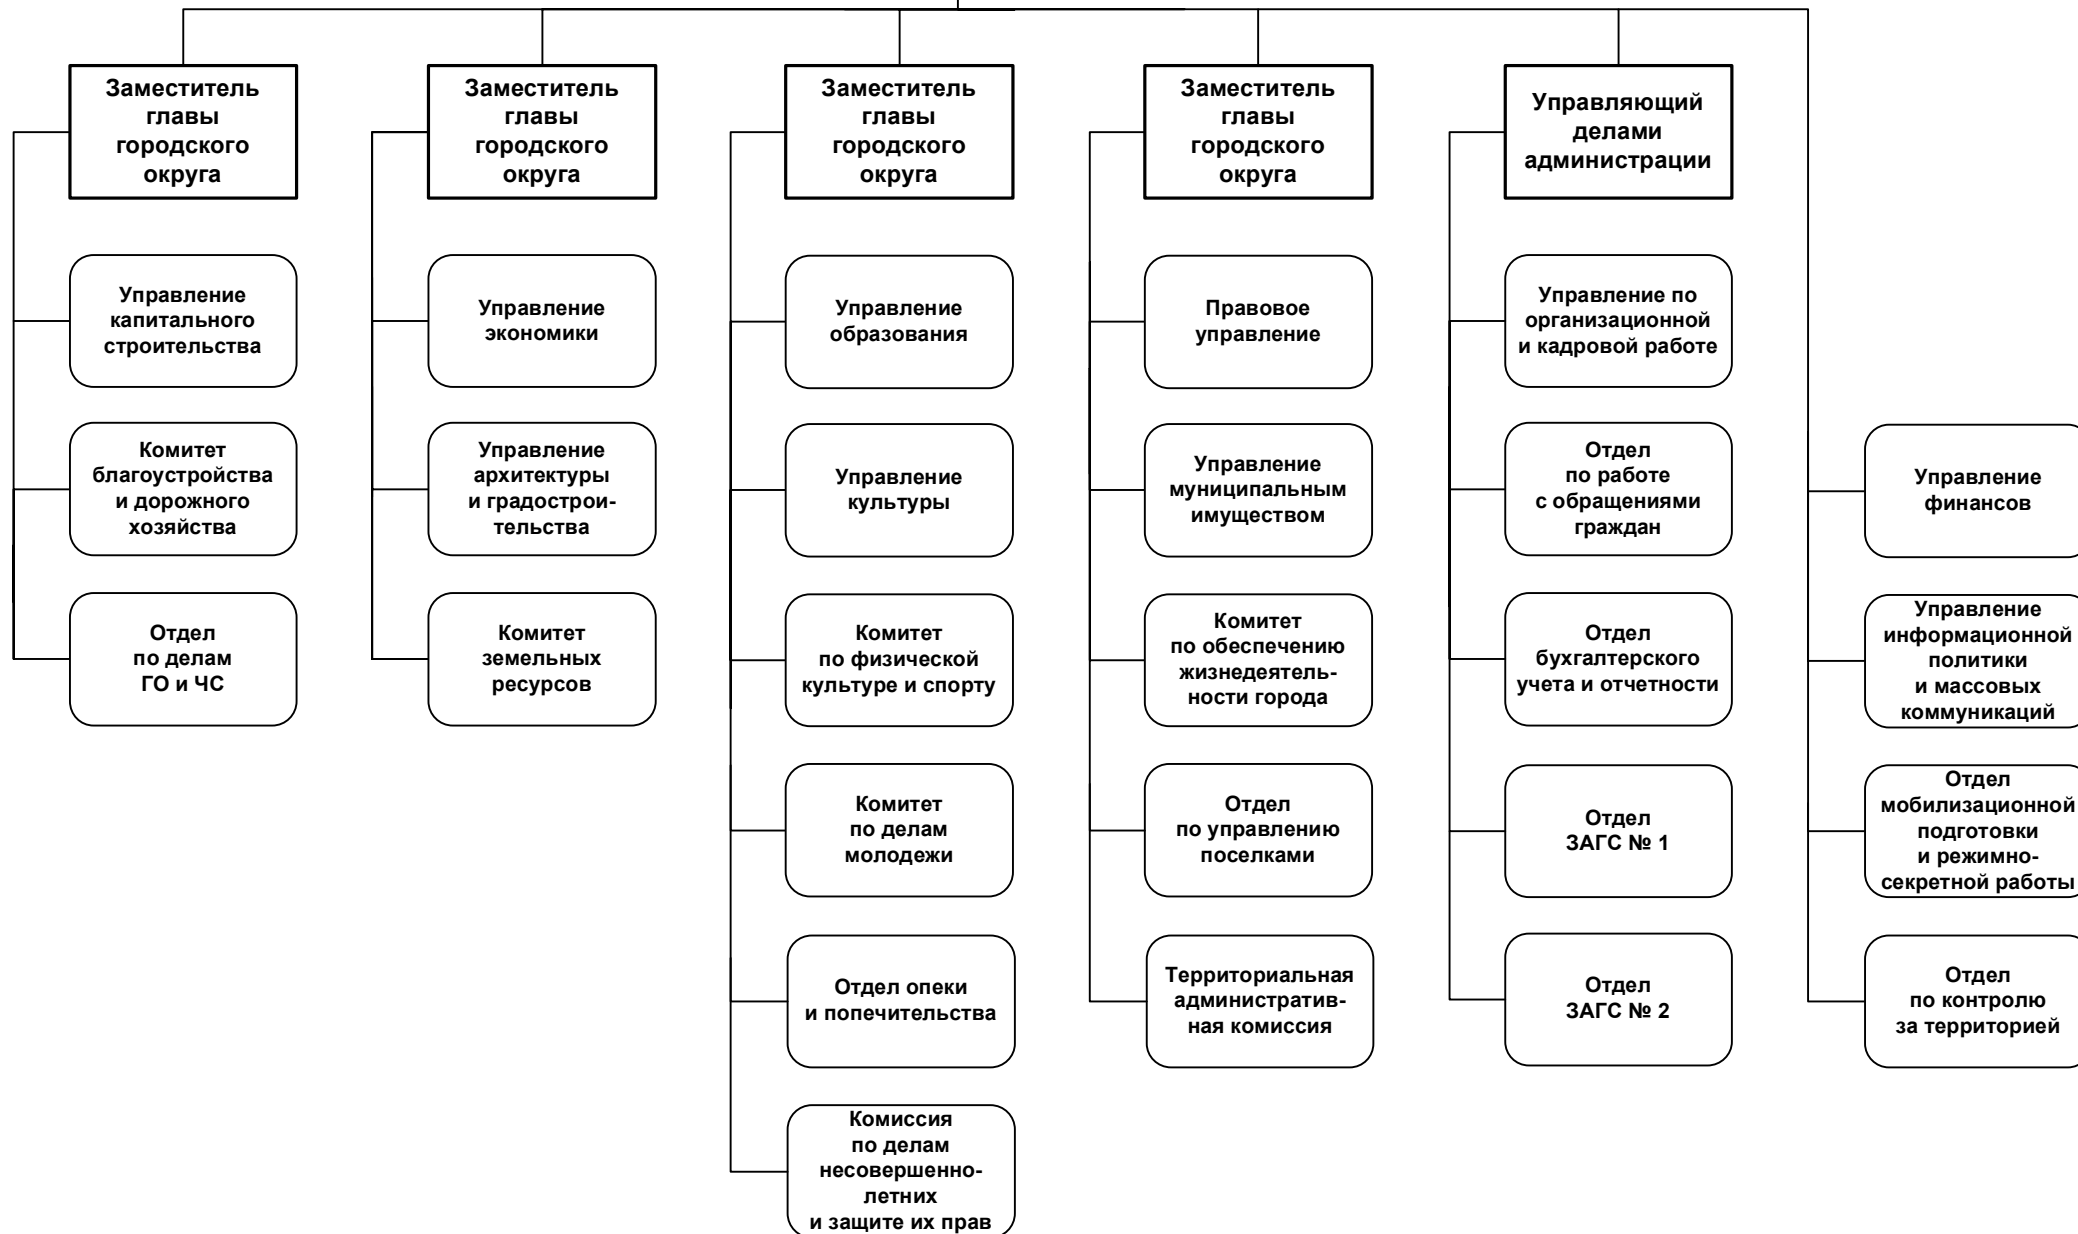 Заместитель
главы
городского
округа
Управление
капитального
строительства
Комитет
благоустройства
и дорожного
хозяйства
Отдел
по делам
ГО и ЧС
Заместитель
главы
городского
округа
Управление
экономики
Управление
архитектуры
и градострои-
тельства
Комитет
земельных
ресурсов
Заместитель
главы
городского
округа
Управление
образования
Управление
культуры
Комитет
по физической
культуре и спорту
Комитет
по делам
молодежи
Отдел опеки
и попечительства
Комиссия
по делам
несовершенно-
летних
и защите их прав
Заместитель
главы
городского
округа
Правовое
управление
Управление
муниципальным
имуществом
Комитет
по обеспечению
жизнедеятель-
ности города
Отдел
по управлению
поселками
Территориальная
административ-
ная комиссия
Управляющий
делами
администрации
Управление по
организационной
и кадровой работе
Отдел
по работе
с обращениями
граждан
Отдел
бухгалтерского
учета и отчетности
Отдел
ЗАГС № 1
Отдел
ЗАГС № 2
Управление
финансов
Управление
информационной
политики
и массовых
коммуникаций
Отдел
мобилизационной
подготовки
и режимно-
секретной работы
Отдел
по контролю
за территорией